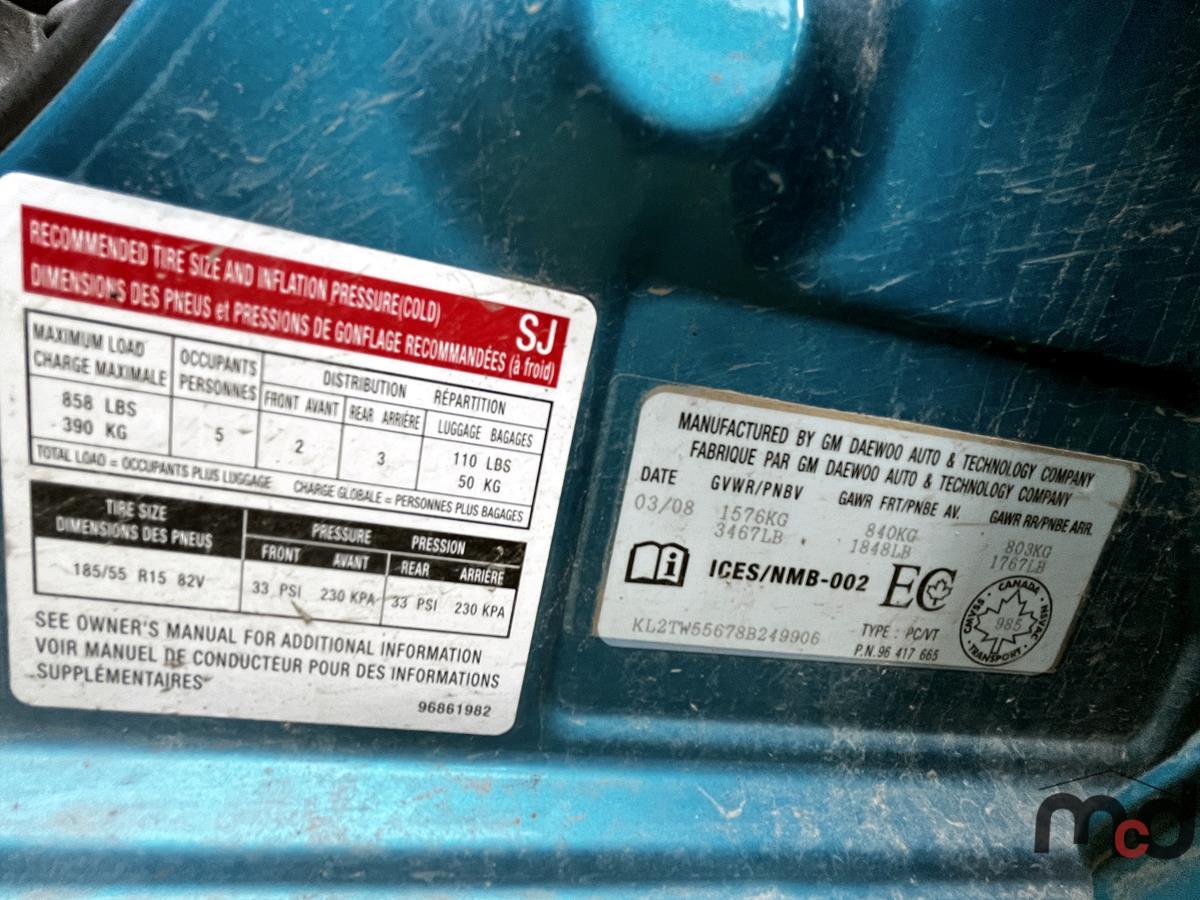 RECOMMENDED TIRE SIZE AND INFLATION PRESSURE(COLD)
DIMENSIONS DES PNEUS et PRESSIONS DE GONFLAGE RECOMMANDÉES (à froid)
SJ
MAXIMUM LOAD
CHARGE MAXIMALE
OCCUPANTS
PERSONNES
DISTRIBUTION RÉPARTITION
FRONT AVANT
REAR ARRIÈRE
LUGGAGE BAGAGES
858 LBS
390 KG
5
2
3
110 LBS
50 KG
TOTAL LOAD = OCCUPANTS PLUS LUGGAGE CHARGE GLOBALE = PERSONNES PLUS BAGAGES
TIRE SIZE
DIMENSIONS DES PNEUS
PRESSURE PRESSION
FRONT AVANT
REAR ARRIÈRE
185/55 R15 82V
33 PSI 230 KPA
33 PSI 230 KPA
SEE OWNER'S MANUAL FOR ADDITIONAL INFORMATION
VOIR MANUEL DE CONDUCTEUR POUR DES INFORMATIONS
SUPPLÉMENTAIRES
96861982
MANUFACTURED BY GM DAEWOO AUTO & TECHNOLOGY COMPANY
FABRIQUE PAR GM DAEWOO AUTO & TECHNOLOGY COMPANY
DATE GVWR/PNBV GAWR FRT/PNBE AV. GAWR RR/PNBE ARR.
03/08 1576KG 840KG 803KG
3467LB 1848LB 1767LB
ICES/NMB-002 EC
CANADA
CMVSS 985 NSVAC
TRANSPORT
KL2TW55678B249906
TYPE : PC/VT
P.N. 96 417 665
mcd